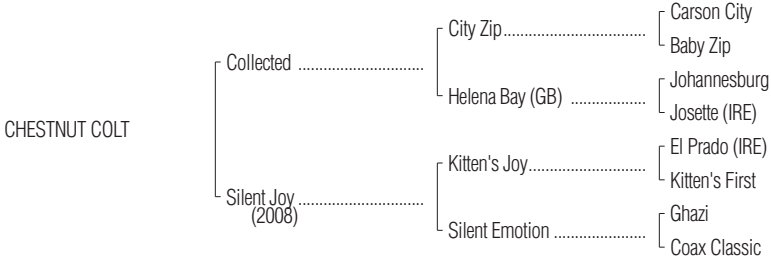 Carson City
City Zip................................
Baby Zip
Collected ............................
Johannesburg
Helena Bay (GB) .................
Josette (IRE)
CHESTNUT COLT
El Prado (IRE)
Kitten's Joy..........................
Kitten's First
Silent Joy ............................
(2008)
Ghazi
Silent Emotion .....................
Coax Classic